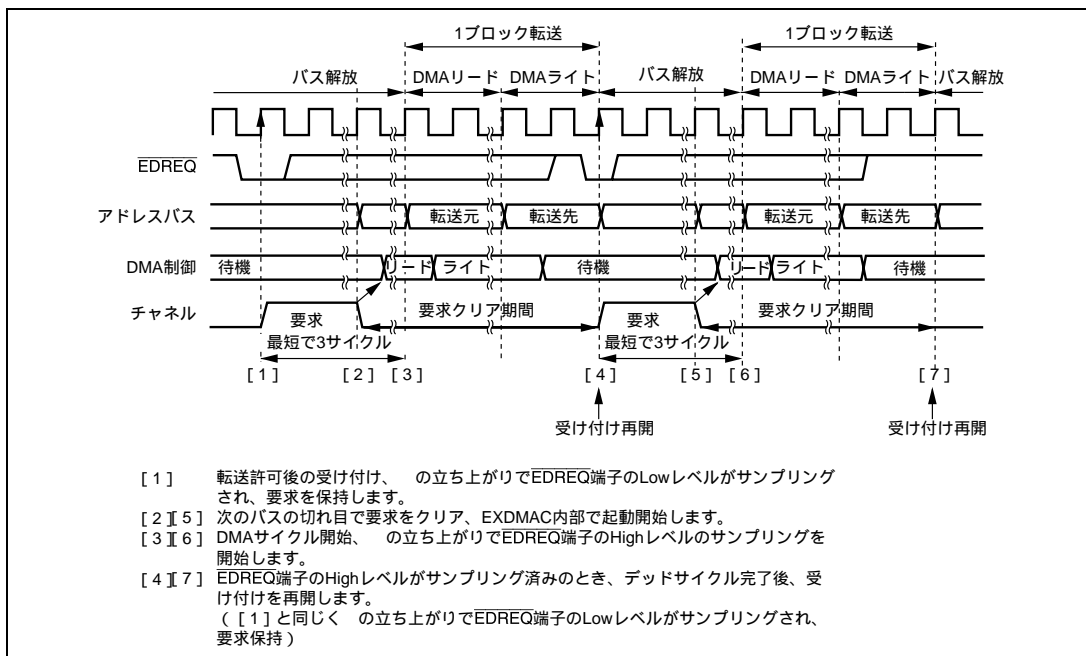 1ブロック転送 1ブロック転送
バス解放 DMAリード DMAライト バス解放 DMAリード DMAライト バス解放
EDREQ
アドレスバス 転送元 転送先 転送元 転送先
DMA制御 待機 リード ライト 待機 リード ライト 待機
チャネル 要求 要求クリア期間 要求 要求クリア期間
最短で3サイクル 最短で3サイクル
[1] [2] [3] [4] [5] [6] [7]
受け付け再開 受け付け再開
[1] 転送許可後の受け付け、 の立ち上がりでEDREQ端子のLowレベルがサンプリング
され、要求を保持します。
[2][5] 次のバスの切れ目で要求をクリア、EXDMAC内部で起動開始します。
[3][6] DMAサイクル開始、 の立ち上がりでEDREQ端子のHighレベルのサンプリングを
開始します。
[4][7] EDREQ端子のHighレベルがサンプリング済みのとき、デッドサイクル完了後、受
け付けを再開します。
([1]と同じく の立ち上がりでEDREQ端子のLowレベルがサンプリングされ、
要求保持)